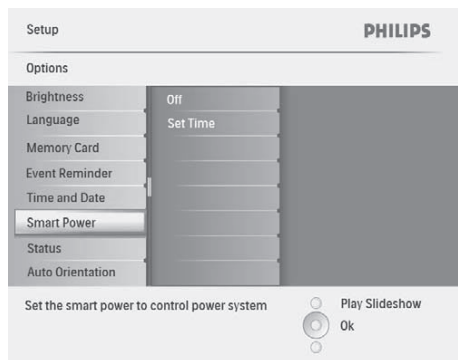 Setup
PHILIPS
Options
Brightness
Language
Memory Card
Event Reminder
Time and Date
Smart Power
Status
Auto Orientation
Off
Set Time
Set the smart power to control power system
Play Slideshow
Ok